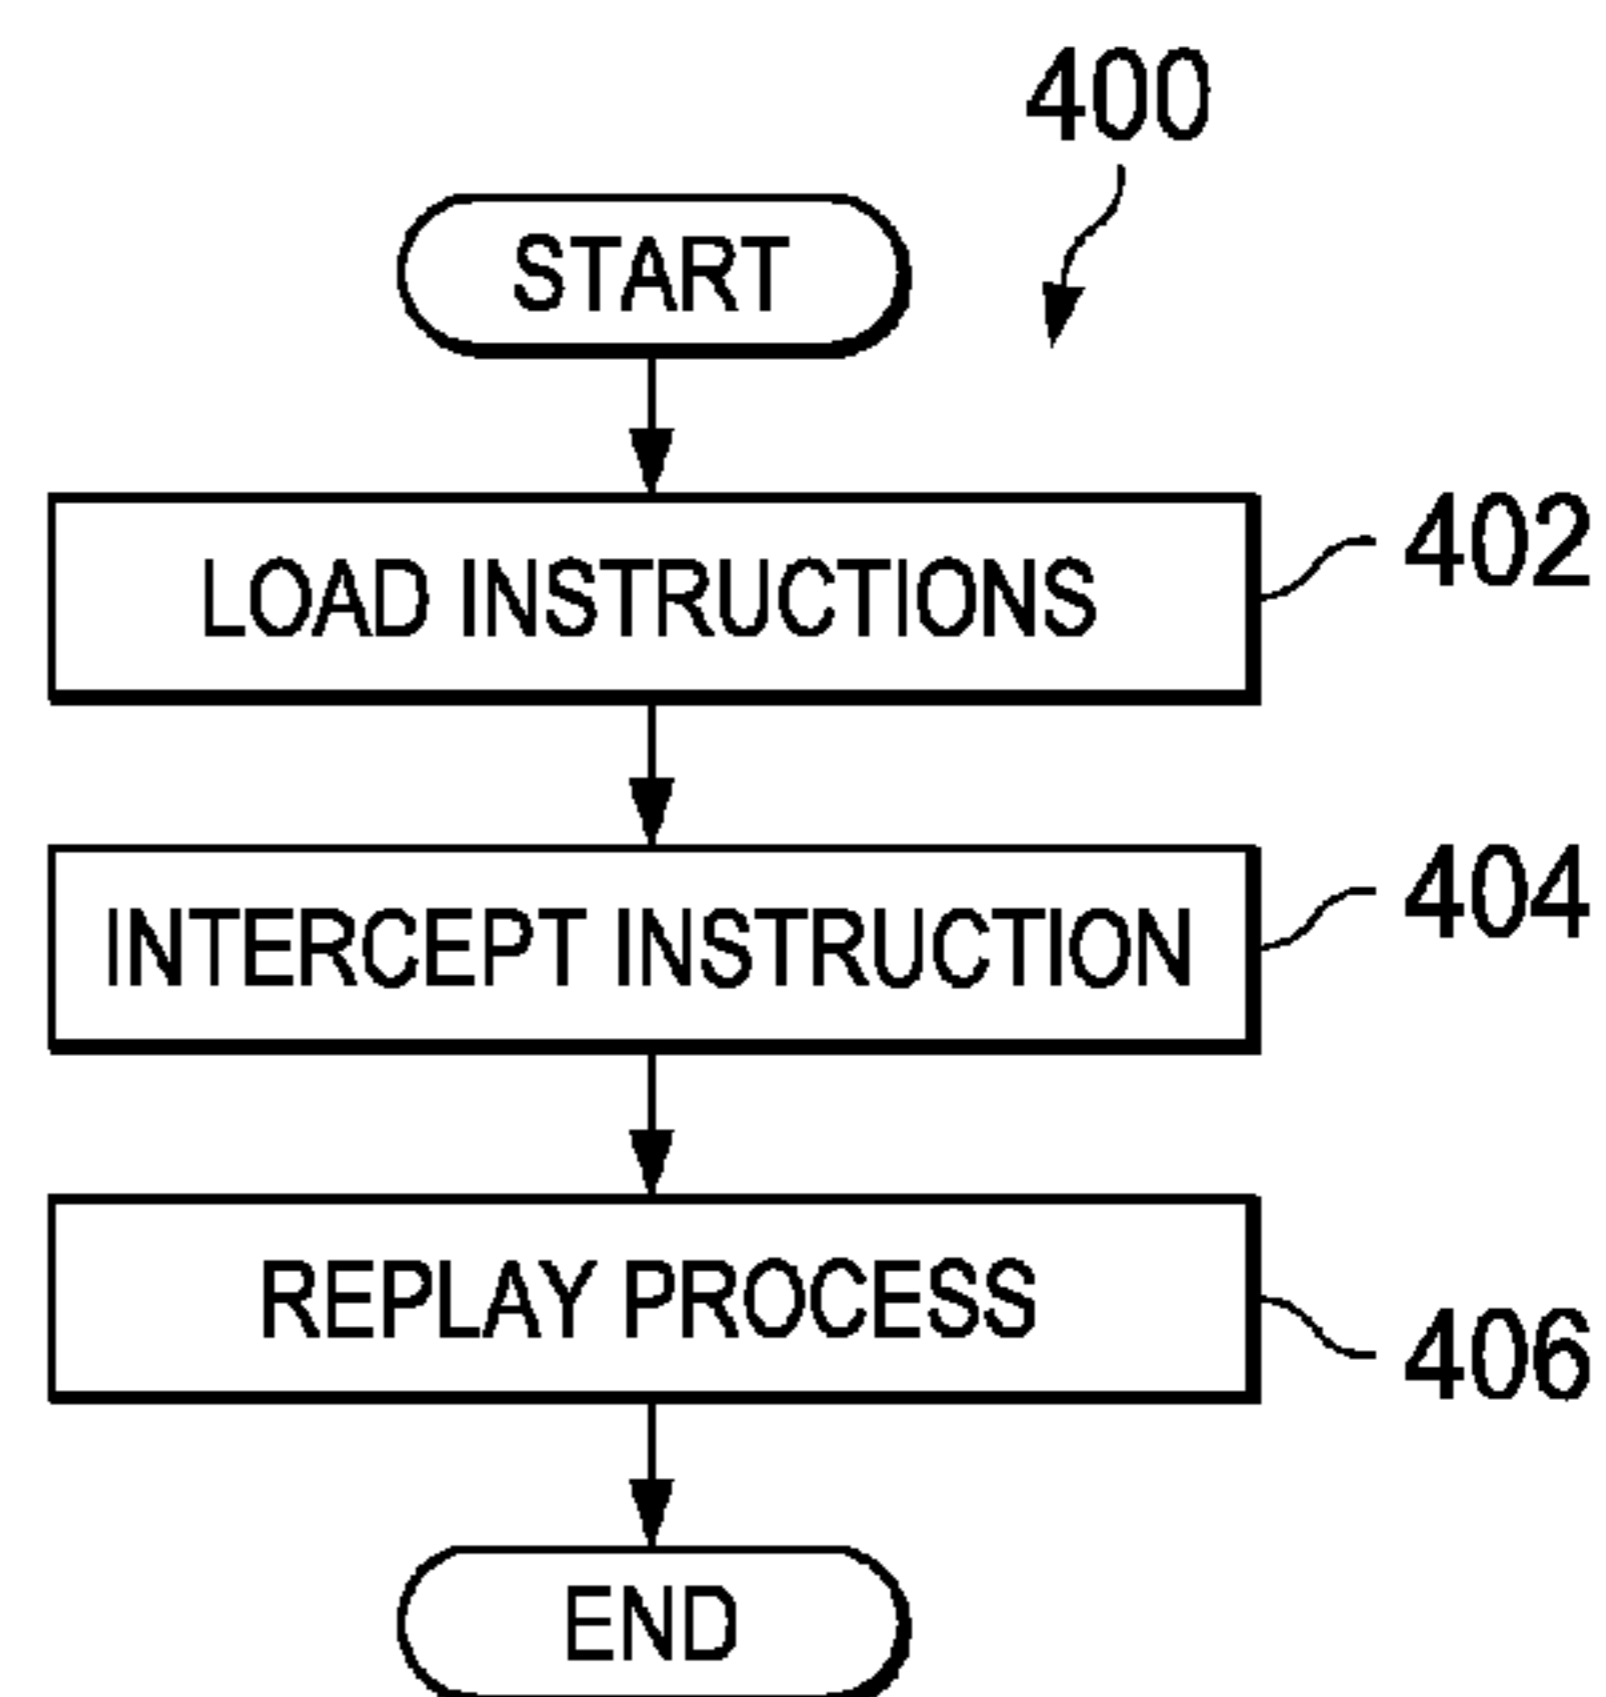 400
START
LOAD INSTRUCTIONS
402
INTERCEPT INSTRUCTION
404
REPLAY PROCESS
406
END